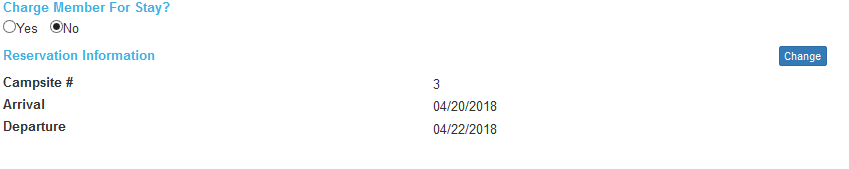 Charge Member For Stay?
Yes No
Reservation Information Change
Campsite # 3
Arrival 04/20/2018
Departure 04/22/2018